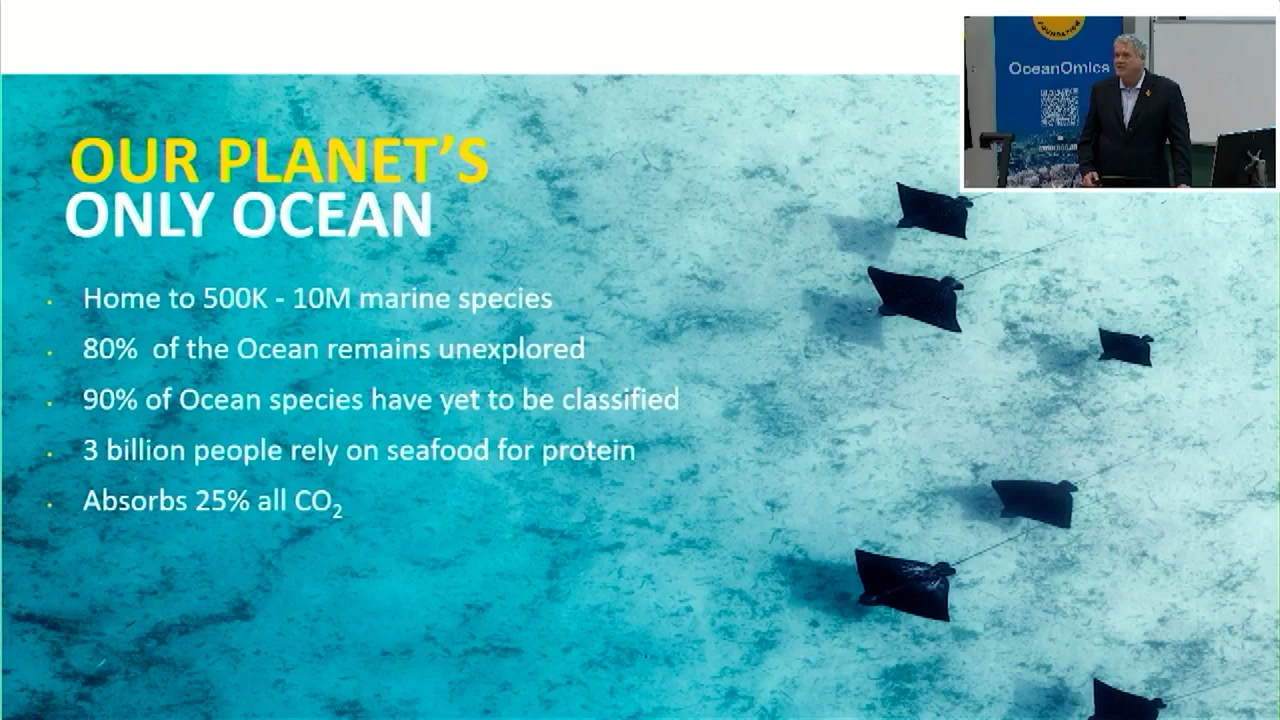 FOUNDATION
OceanOmics
OUR PLANET'S
ONLY OCEAN
Home to 500K - 10M marine species
80%  of the Ocean remains unexplored
90% of Ocean species have yet to be classified
3 billion people rely on seafood for protein
Absorbs 25% all CO₂